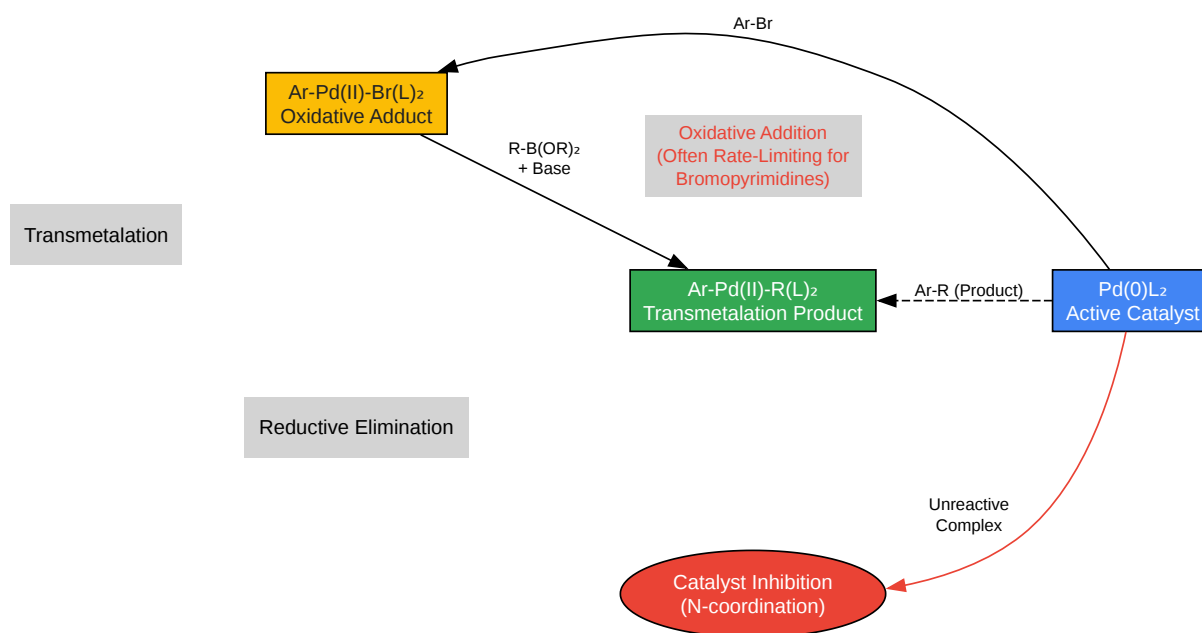 Ar-Br
Ar-Pd(II)-Br(L)₂
Oxidative Adduct
Oxidative Addition
(Often Rate-Limiting for
Bromopyrimidines)
R-B(OR)₂
+ Base
Transmetalation
Ar-Pd(II)-R(L)₂
Transmetalation Product
Ar-R (Product)
Pd(0)L₂
Active Catalyst
Reductive Elimination
Unreactive
Complex
Catalyst Inhibition
(N-coordination)